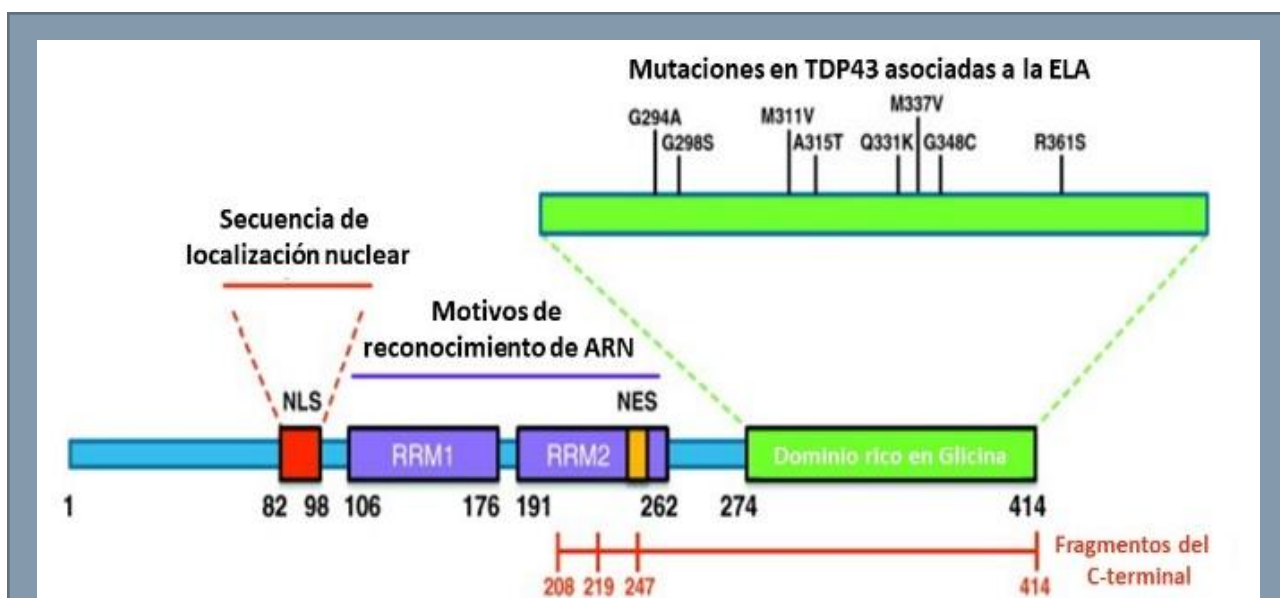 Mutaciones en TDP43 asociadas a la ELA
M337V
G294A
M311V
G298S
A315T
Q331K
G348C
R361S
Secuencia de
localización nuclear
Motivos de
reconocimiento de ARN
NLS
NES
RRM1
RRM2
Dominio rico en Glicina
1
82
98
106
176
191
262
274
414
208
219
247
414
Fragmentos del
C-terminal